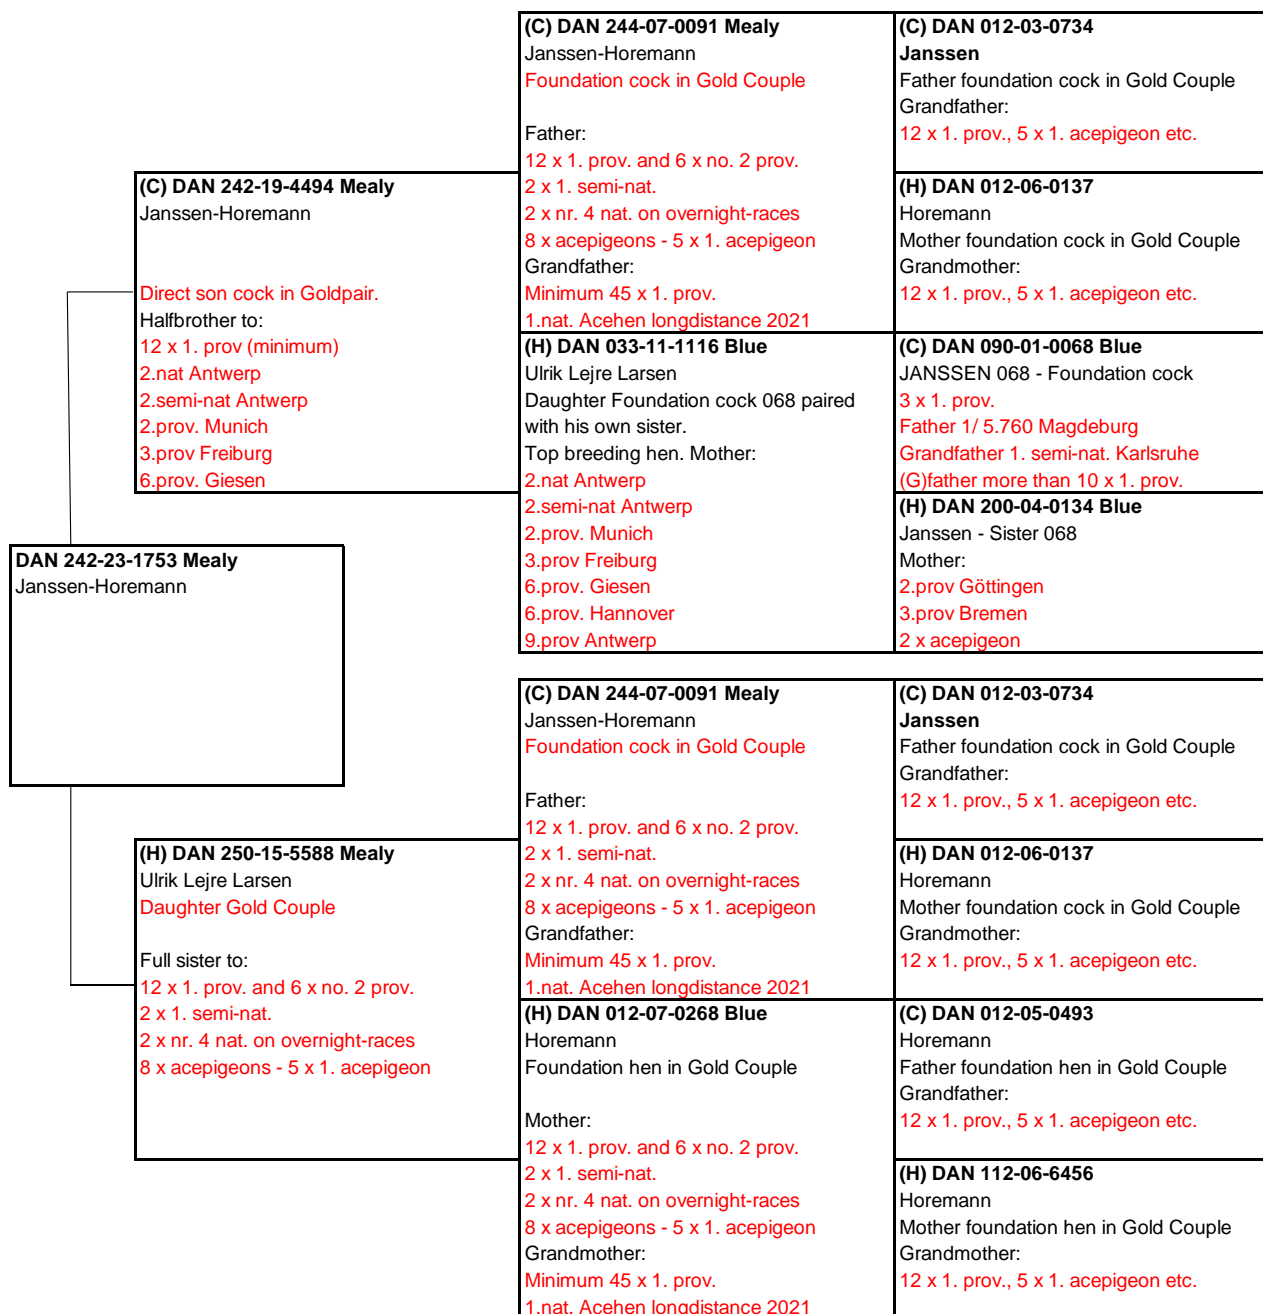 DAN 242-23-1753 Mealy
Janssen-Horemann
(C) DAN 242-19-4494 Mealy
Janssen-Horemann
Direct son cock in Goldpair.
Halfbrother to:
12 x 1. prov (minimum)
2.nat Antwerp
2.semi-nat Antwerp
2.prov. Munich
3.prov Freiburg
6.prov. Giesen
(H) DAN 250-15-5588 Mealy
Ulrik Lejre Larsen
Daughter Gold Couple
Full sister to:
12 x 1. prov. and 6 x no. 2 prov.
2 x 1. semi-nat.
2 x nr. 4 nat. on overnight-races
8 x acepigeons - 5 x 1. acepigeon
(C) DAN 244-07-0091 Mealy
Janssen-Horemann
Foundation cock in Gold Couple
Father:
12 x 1. prov. and 6 x no. 2 prov.
2 x 1. semi-nat.
2 x nr. 4 nat. on overnight-races
8 x acepigeons - 5 x 1. acepigeon
Grandfather:
Minimum 45 x 1. prov.
1.nat. Acehen longdistance 2021
(H) DAN 033-11-1116 Blue
Ulrik Lejre Larsen
Daughter Foundation cock 068 paired
with his own sister.
Top breeding hen. Mother:
2.nat Antwerp
2.semi-nat Antwerp
2.prov. Munich
3.prov Freiburg
6.prov. Giesen
6.prov. Hannover
9.prov Antwerp
(C) DAN 244-07-0091 Mealy
Janssen-Horemann
Foundation cock in Gold Couple
Father:
12 x 1. prov. and 6 x no. 2 prov.
2 x 1. semi-nat.
2 x nr. 4 nat. on overnight-races
8 x acepigeons - 5 x 1. acepigeon
Grandfather:
Minimum 45 x 1. prov.
1.nat. Acehen longdistance 2021
(H) DAN 012-07-0268 Blue
Horemann
Foundation hen in Gold Couple
Mother:
12 x 1. prov. and 6 x no. 2 prov.
2 x 1. semi-nat.
2 x nr. 4 nat. on overnight-races
8 x acepigeons - 5 x 1. acepigeon
Grandmother:
Minimum 45 x 1. prov.
1.nat. Acehen longdistance 2021
(C) DAN 012-03-0734
Janssen
Father foundation cock in Gold Couple
Grandfather:
12 x 1. prov., 5 x 1. acepigeon etc.
(H) DAN 012-06-0137
Horemann
Mother foundation cock in Gold Couple
Grandmother:
12 x 1. prov., 5 x 1. acepigeon etc.
(C) DAN 090-01-0068 Blue
JANSSEN 068 - Foundation cock
3 x 1. prov.
Father 1/ 5.760 Magdeburg
Grandfather 1. semi-nat. Karlsruhe
(G)father more than 10 x 1. prov.
(H) DAN 200-04-0134 Blue
Janssen - Sister 068
Mother:
2.prov Göttingen
3.prov Bremen
2 x acepigeon
(C) DAN 012-03-0734
Janssen
Father foundation cock in Gold Couple
Grandfather:
12 x 1. prov., 5 x 1. acepigeon etc.
(H) DAN 012-06-0137
Horemann
Mother foundation cock in Gold Couple
Grandmother:
12 x 1. prov., 5 x 1. acepigeon etc.
(C) DAN 012-05-0493
Horemann
Father foundation hen in Gold Couple
Grandfather:
12 x 1. prov., 5 x 1. acepigeon etc.
(H) DAN 112-06-6456
Horemann
Mother foundation hen in Gold Couple
Grandmother:
12 x 1. prov., 5 x 1. acepigeon etc.